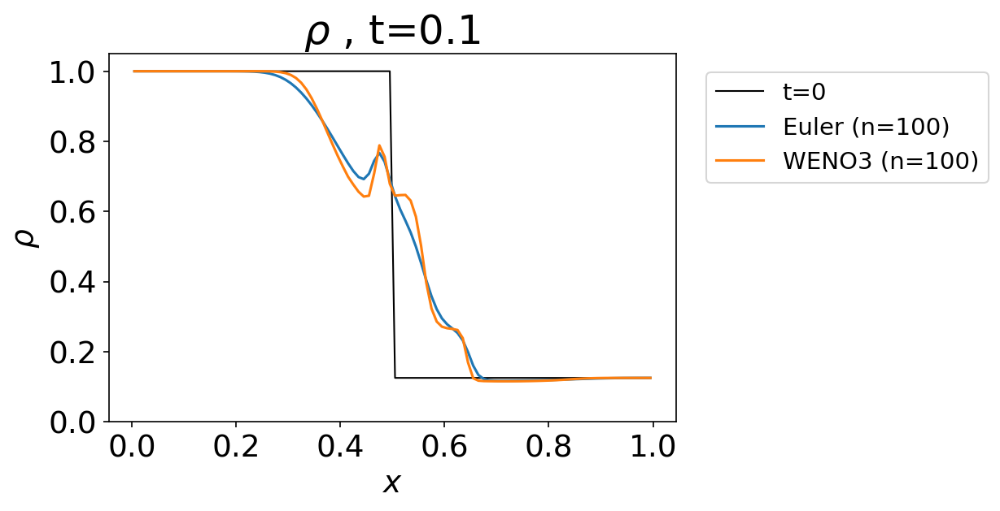 ρ , t=0.1
1.0
0.8
0.6
0.4
0.2
0.0
ρ
0.0 0.2 0.4 0.6 0.8 1.0
x
t=0
Euler (n=100)
WENO3 (n=100)